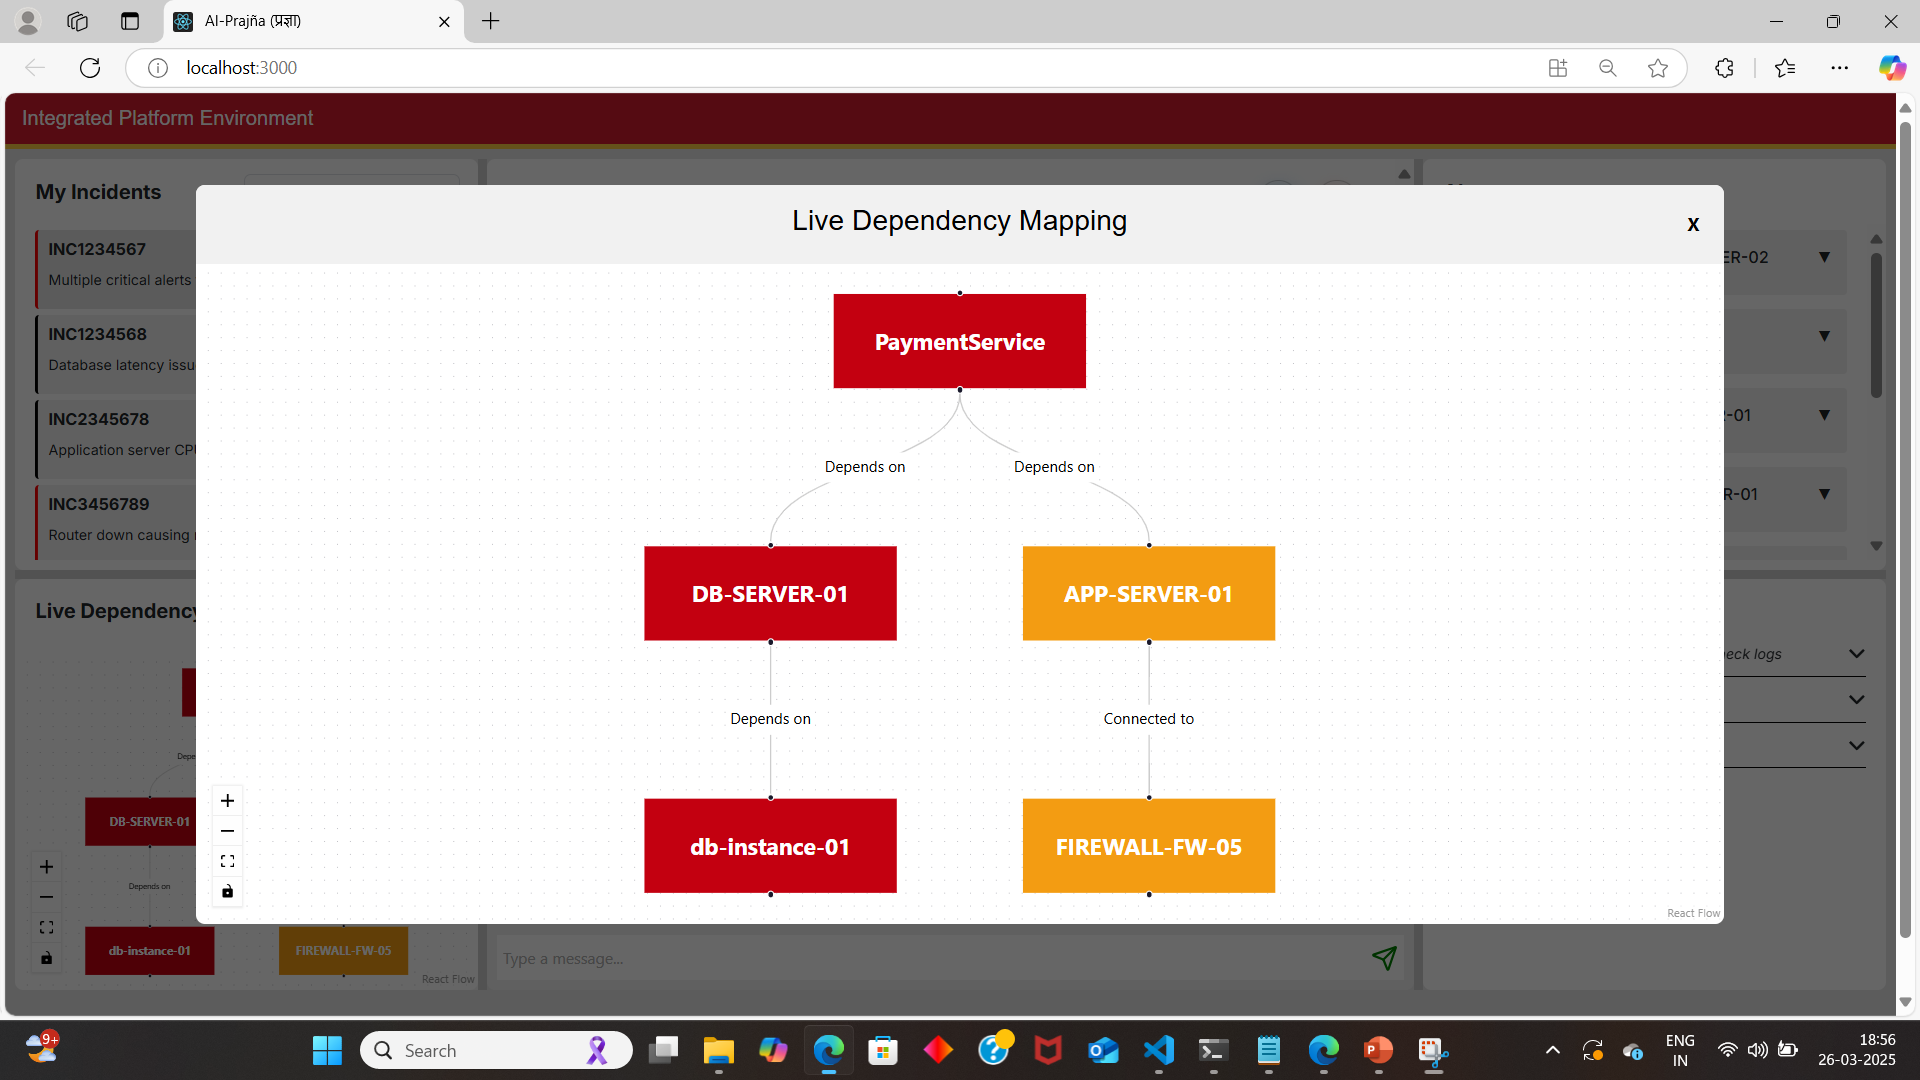 AI-Prajña (प्रज्ञा)
localhost:3000
Integrated Platform Environment
My Incidents
INC1234567
Multiple critical alerts
INC1234568
Database latency issu
INC2345678
Application server CP
INC3456789
Router down causing
Live Dependency Mapping
X
PaymentService
Depends on
Depends on
DB-SERVER-01
APP-SERVER-01
Depends on
Connected to
db-instance-01
FIREWALL-FW-05
React Flow
ER-02
-01
R-01
eck logs
Live Dependency
Depe
DB-SERVER-01
Depends on
db-instance-01
FIREWALL-FW-05
React Flow
Type a message...
9+
Search
ENG
IN
18:56
26-03-2025